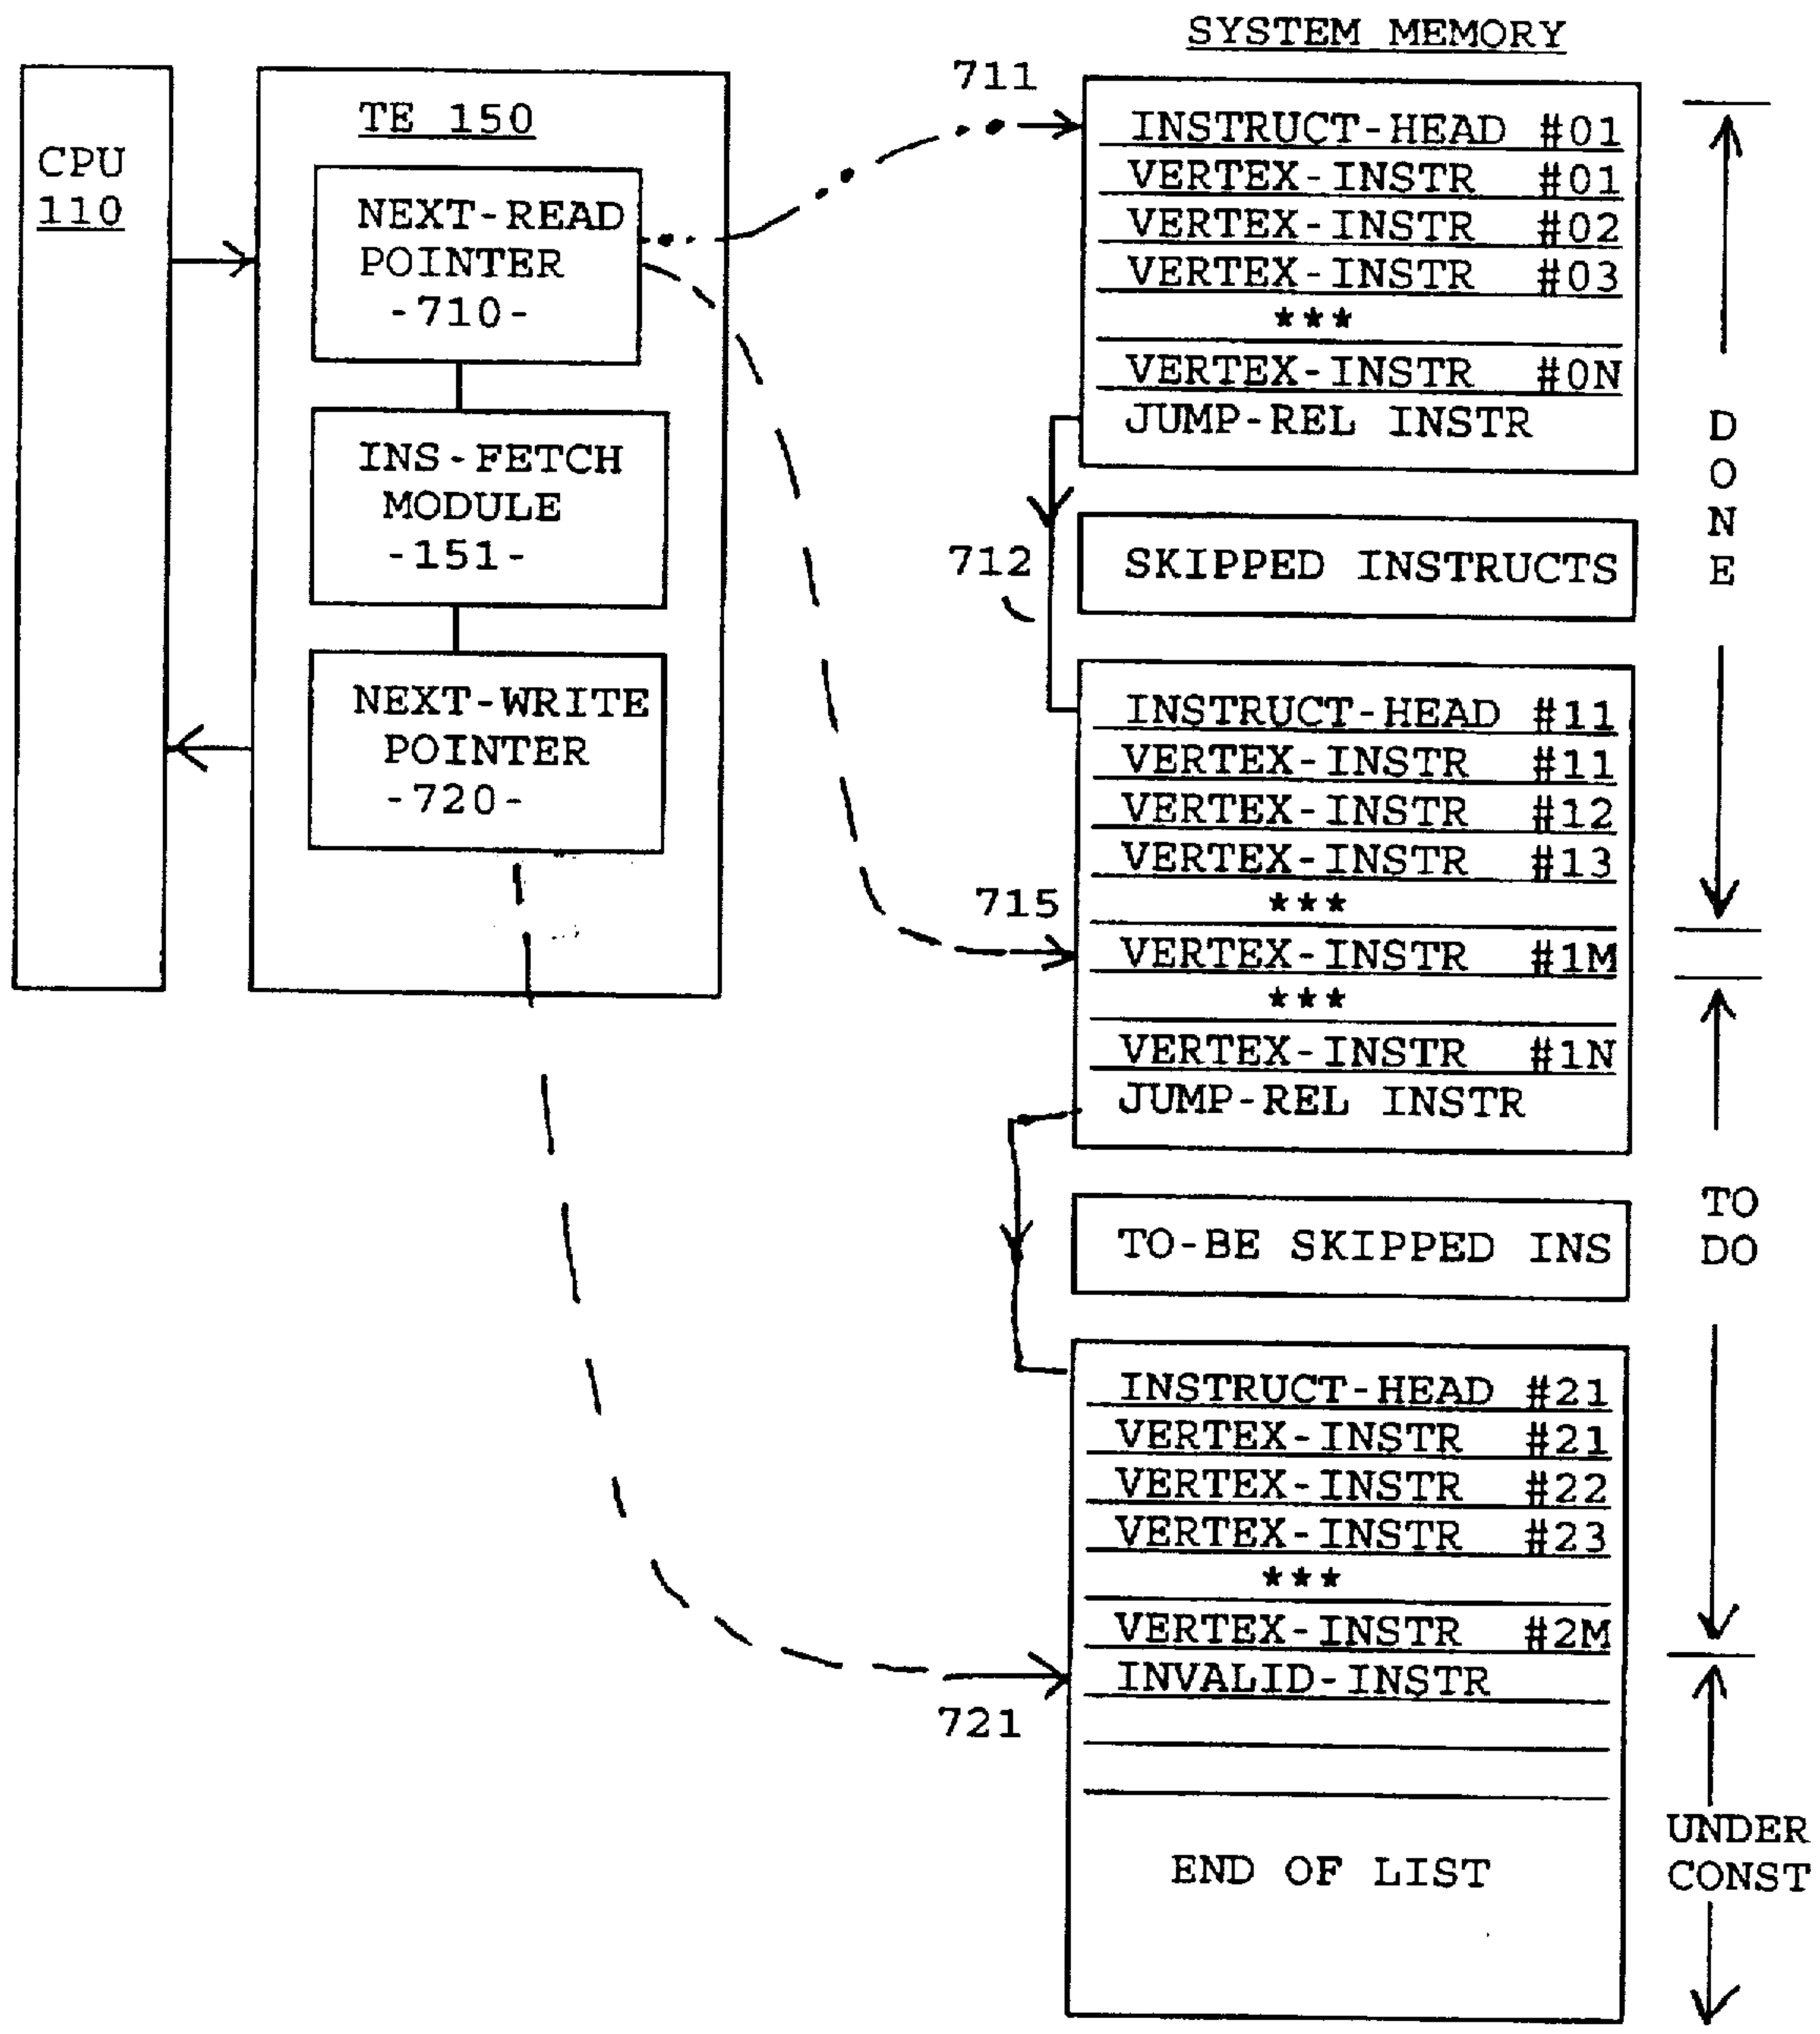 SYSTEM MEMORY
CPU
110
TE 150
NEXT-READ
POINTER
-710-
INS-FETCH
MODULE
-151-
NEXT-WRITE
POINTER
-720-
711
INSTRUCT-HEAD #01
VERTEX-INSTR #01
VERTEX-INSTR #02
VERTEX-INSTR #03
***
VERTEX-INSTR #0N
JUMP-REL INSTR
712
SKIPPED INSTRUCTS
INSTRUCT-HEAD #11
VERTEX-INSTR #11
VERTEX-INSTR #12
VERTEX-INSTR #13
***
715
VERTEX-INSTR #1M
***
VERTEX-INSTR #1N
JUMP-REL INSTR
TO-BE SKIPPED INS
INSTRUCT-HEAD #21
VERTEX-INSTR #21
VERTEX-INSTR #22
VERTEX-INSTR #23
***
VERTEX-INSTR #2M
INVALID-INSTR
721
END OF LIST
D
O
N
E
TO
DO
UNDER
CONST